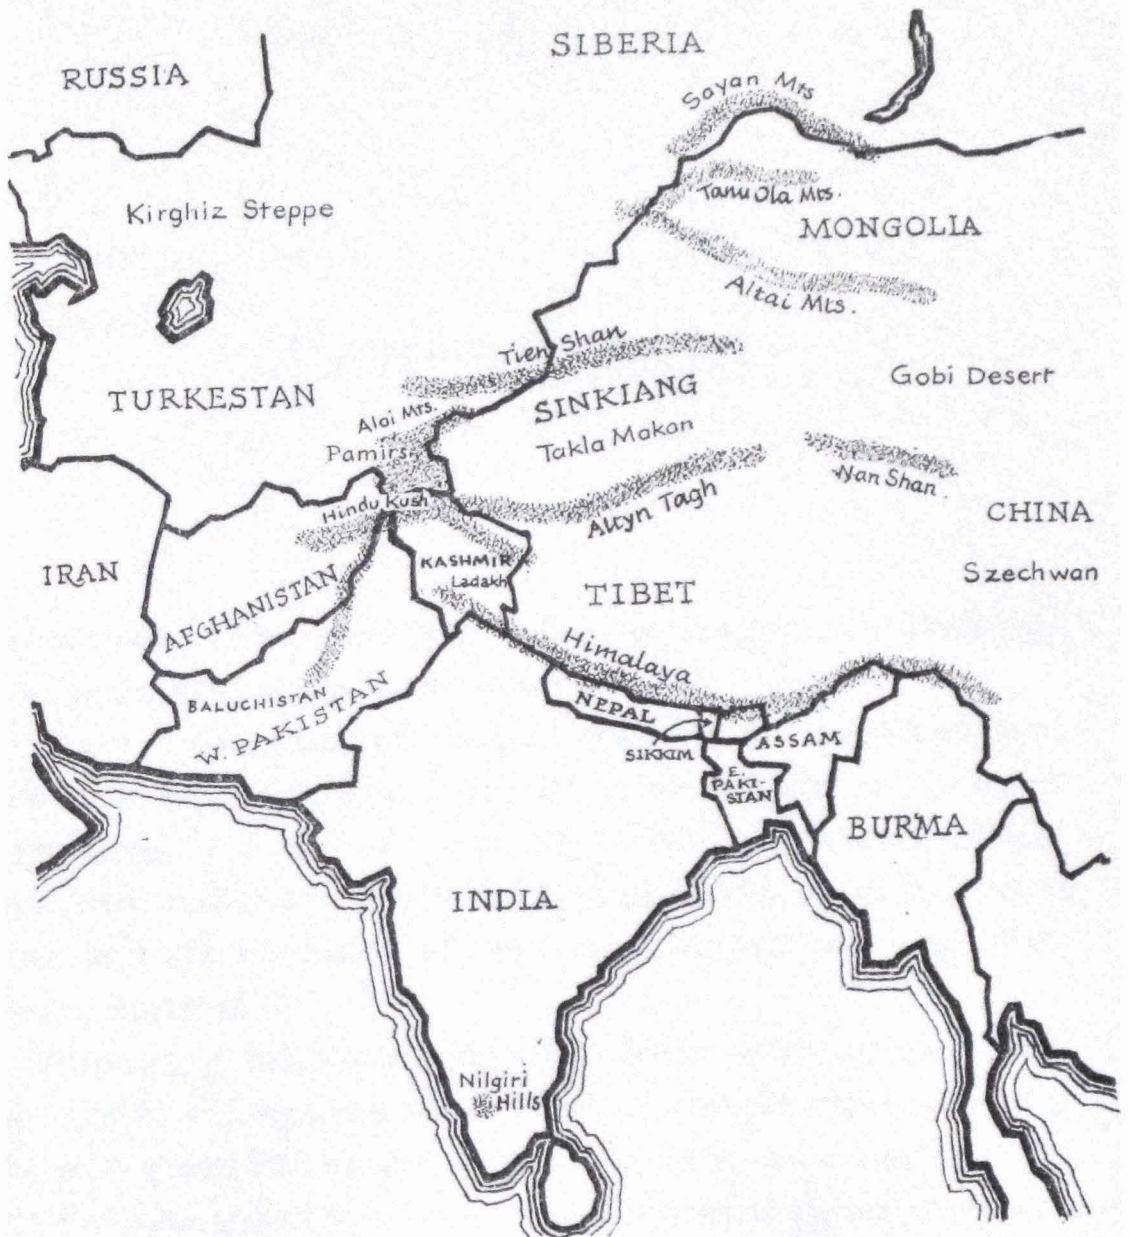 SIBERIA
RUSSIA
Sayan Mts
Tanu Ola Mts.
Kirghiz Steppe
MONGOLIA
Altai Mts.
Tien Shan
Gobi Desert
TURKESTAN
SINKIANG
Alai Mts.
Takla Makan
Pamirs
Nan Shan.
Hindu Kush
Altyn Tagh
CHINA
KASHMIR
Ladakh
IRAN
Szechwan
AFGHANISTAN
TIBET
Himalaya
BALUCHISTAN
W. PAKISTAN
NEPAL
SIKKIM
ASSAM
E.
PAKI-
STAN
BURMA
INDIA
Nilgiri
Hills